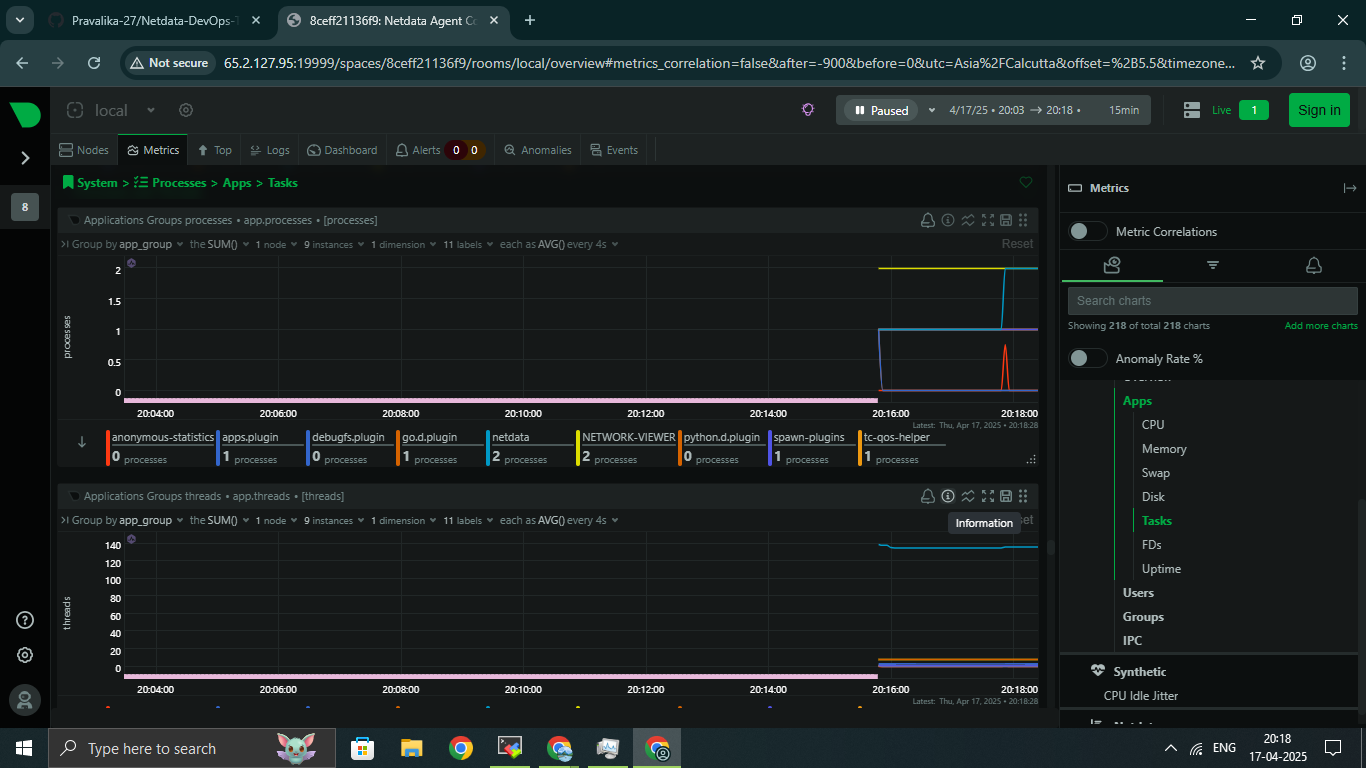 Pravalika-27/Netdata-DevOps-T
8ceff21136f9: Netdata Agent Co
Not secure
65.2.127.95:19999/spaces/8ceff21136f9/rooms/local/overview#metrics_correlation=false&after=-900&before=0&utc=Asia%2FCalcutta&offset=%2B5.5&timezone...
local
Paused
4/17/25 • 20:03 → 20:18 •
15min
Live
1
Sign in
Nodes
Metrics
Top
Logs
Dashboard
Alerts
0
0
Anomalies
Events
8
System > Processes > Apps > Tasks
Applications Groups processes • app.processes • [processes]
Group by app_group the SUM() 1 node 9 instances 1 dimension 11 labels each as AVG() every 4s
Reset
processes
2
1.5
1
0.5
0
20:04:00
20:06:00
20:08:00
20:10:00
20:12:00
20:14:00
20:16:00
20:18:00
Latest: Thu, Apr 17, 2025 • 20:18:28
anonymous-statistics
0 processes
apps.plugin
1 processes
debugfs.plugin
0 processes
go.d.plugin
1 processes
netdata
2 processes
NETWORK-VIEWER
2 processes
python.d.plugin
0 processes
spawn-plugins
1 processes
tc-qos-helper
1 processes
Applications Groups threads • app.threads • [threads]
Group by app_group the SUM() 1 node 9 instances 1 dimension 11 labels each as AVG() every 4s
Information
threads
140
120
100
80
60
40
20
0
20:04:00
20:06:00
20:08:00
20:10:00
20:12:00
20:14:00
20:16:00
20:18:00
Latest: Thu, Apr 17, 2025 • 20:18:28
Metrics
Metric Correlations
Search charts
Showing 218 of total 218 charts
Add more charts
Anomaly Rate %
Apps
CPU
Memory
Swap
Disk
Tasks
FDs
Uptime
Users
Groups
IPC
Synthetic
CPU Idle Jitter
Type here to search
ENG
20:18
17-04-2025